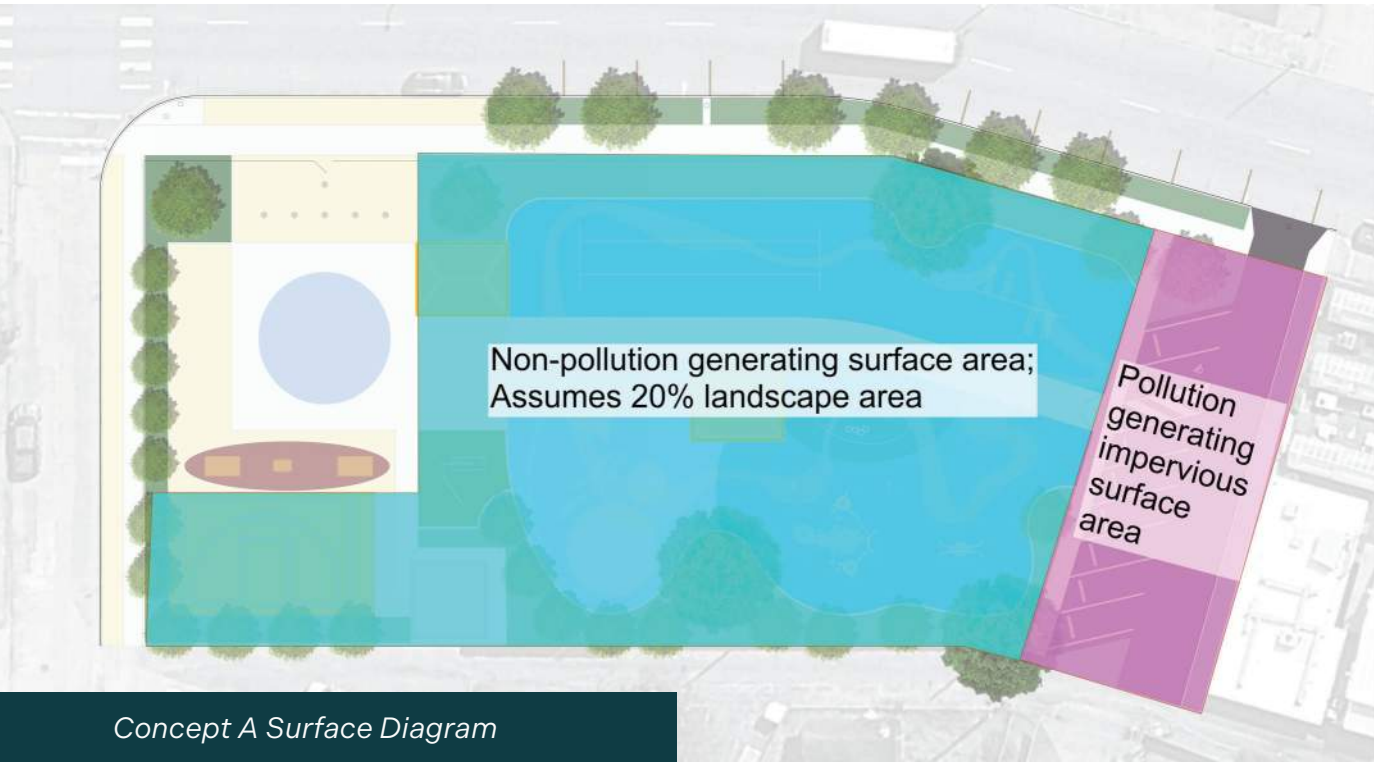 Non-pollution generating surface area;
Assumes 20% landscape area
Pollution
generating
impervious
surface
area
Concept A Surface Diagram